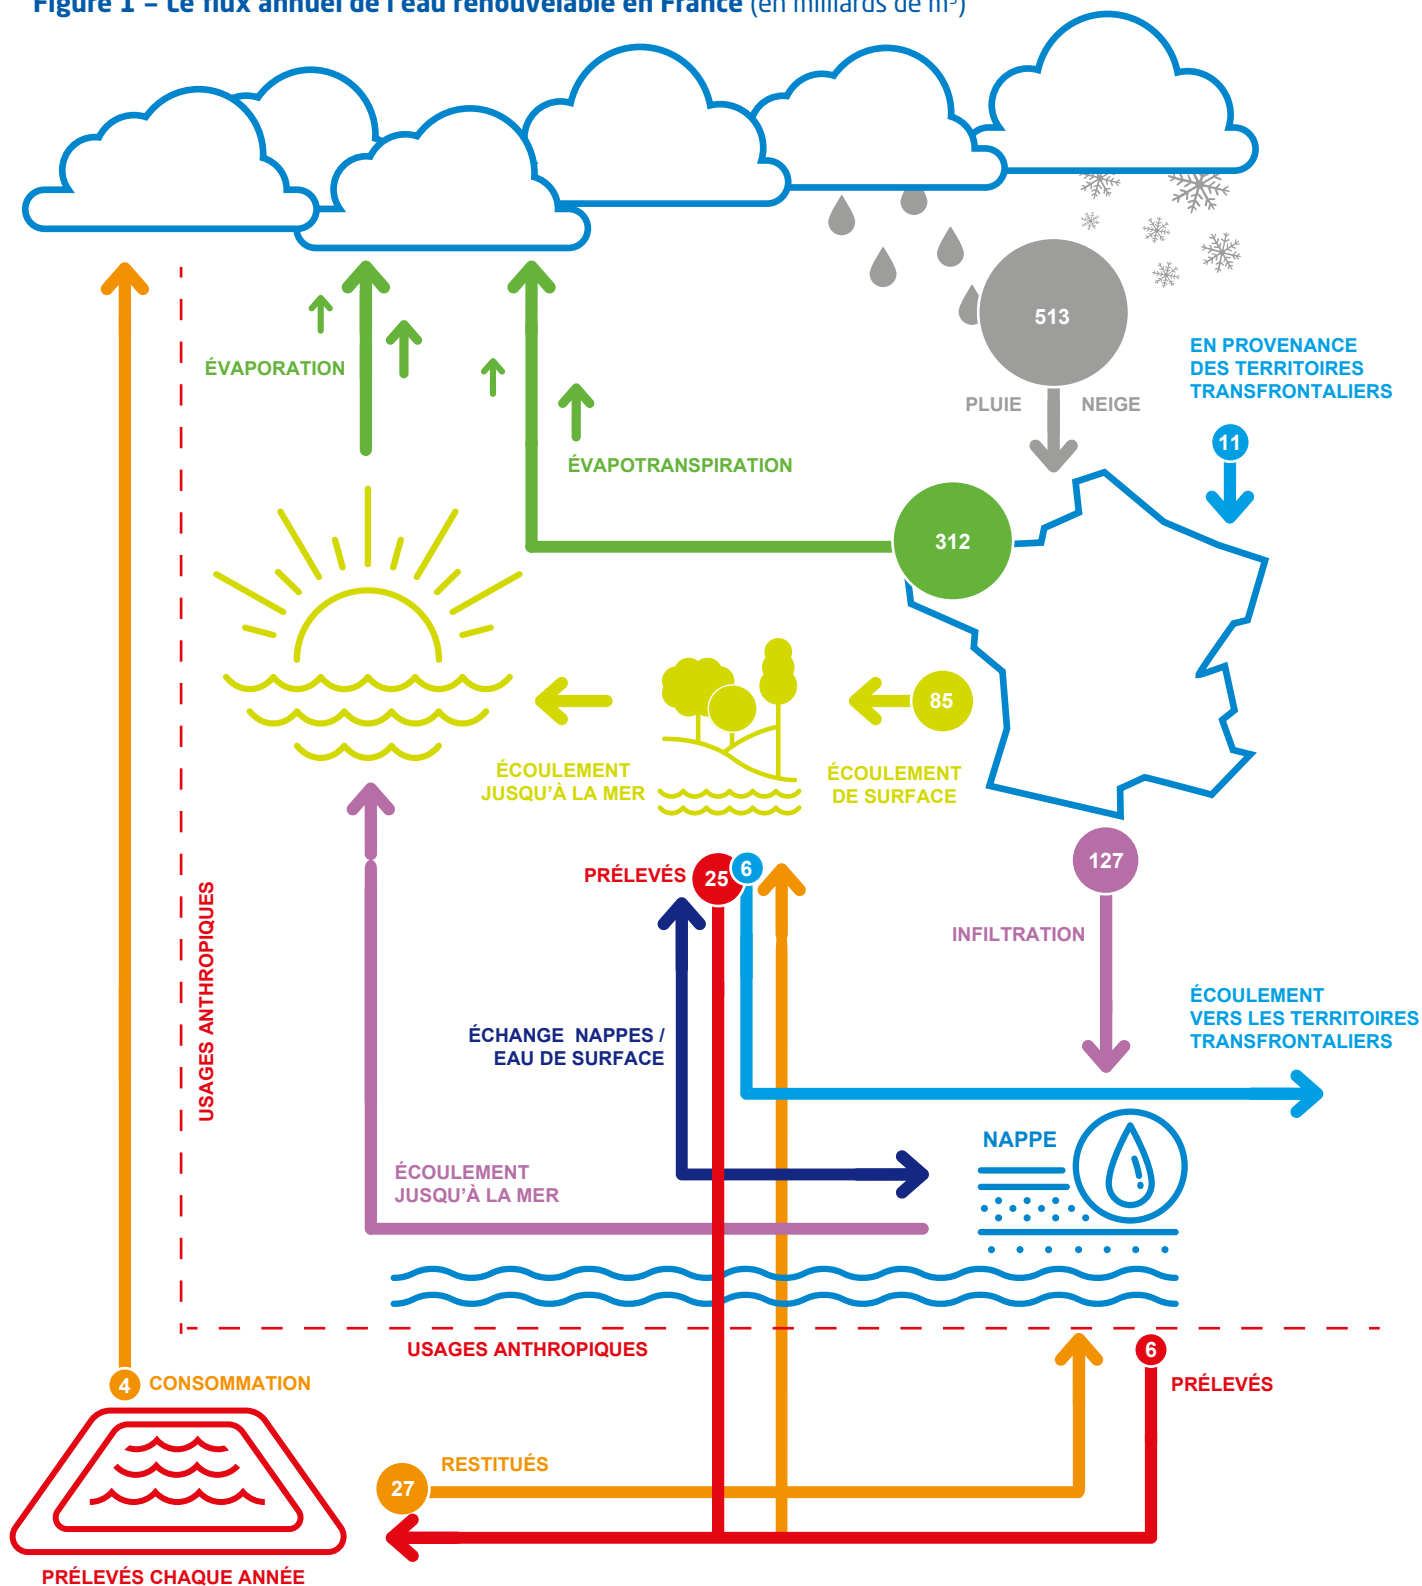 Figure 1 – Le flux annuel de l'eau renouvelable en France (en milliards de m³)
513
PLUIE NEIGE
EN PROVENANCE
DES TERRITOIRES
TRANSFRONTALIERS
11
ÉVAPORATION
ÉVAPOTRANSPIRATION
312
85
ÉCOULEMENT
JUSQU'À LA MER
ÉCOULEMENT
DE SURFACE
127
PRÉLEVÉS
25
6
INFILTRATION
USAGES ANTHROPIQUES
ÉCHANGE NAPPES /
EAU DE SURFACE
ÉCOULEMENT
VERS LES TERRITOIRES
TRANSFRONTALIERS
NAPPE
ÉCOULEMENT
JUSQU'À LA MER
USAGES ANTHROPIQUES
6
PRÉLEVÉS
4
CONSOMMATION
RESTITUÉS
27
PRÉLEVÉS CHAQUE ANNÉE